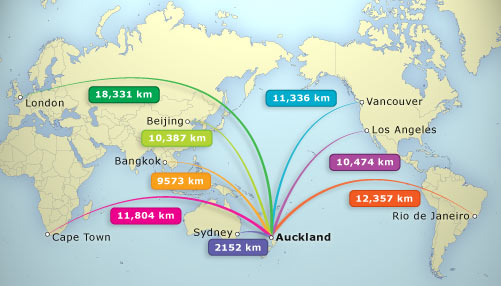 18,331 km
11,336 km
London
Vancouver
Beijing
Los Angeles
10,387 km
Bangkok
10,474 km
9573 km
12,357 km
11,804 km
Rio de Janeiro
Cape Town
Sydney
Auckland
2152 km